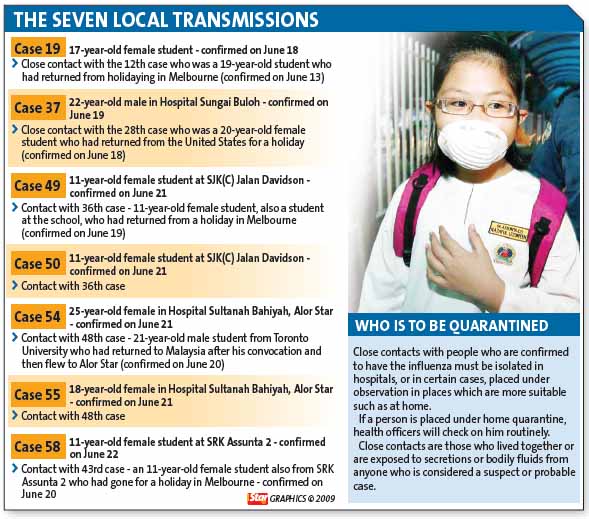 THE SEVEN LOCAL TRANSMISSIONS
Case 19 17-year-old female student - confirmed on June 18
Close contact with the 12th case who was a 19-year-old student who
had returned from holidaying in Melbourne (confirmed on June 13)
Case 37 22-year-old male in Hospital Sungai Buloh - confirmed on
June 19
Close contact with the 28th case who was a 20-year-old female
student who had returned from the United States for a holiday
(confirmed on June 18)
Case 49 11-year-old female student at SJK(C) Jalan Davidson -
confirmed on June 21
Contact with 36th case - 11-year-old female student, also a student
at the school, who had returned from a holiday in Melbourne
(confirmed on June 19)
Case 50 11-year-old female student at SJK(C) Jalan Davidson -
confirmed on June 21
Contact with 36th case
Case 54 25-year-old female in Hospital Sultanah Bahiyah, Alor Star
- confirmed on June 21
Contact with 48th case - 21-year-old male student from Toronto
University who had returned to Malaysia after his convocation and
then flew to Alor Star (confirmed on June 20)
Case 55 18-year-old female in Hospital Sultanah Bahiyah, Alor Star
- confirmed on June 21
Contact with 48th case
Case 58 11-year-old female student at SRK Assunta 2 - confirmed
on June 22
Contact with 43rd case - an 11-year-old female student also from SRK
Assunta 2 who had gone for a holiday in Melbourne - confirmed on
June 20
Star GRAPHICS © 2009
WHO IS TO BE QUARANTINED
Close contacts with people who are confirmed
to have the influenza must be isolated in
hospitals, or in certain cases, placed under
observation in places which are more suitable
such as at home.
If a person is placed under home quarantine,
health officers will check on him routinely.
Close contacts are those who lived together or
are exposed to secretions or bodily fluids from
anyone who is considered a suspect or probable
case.